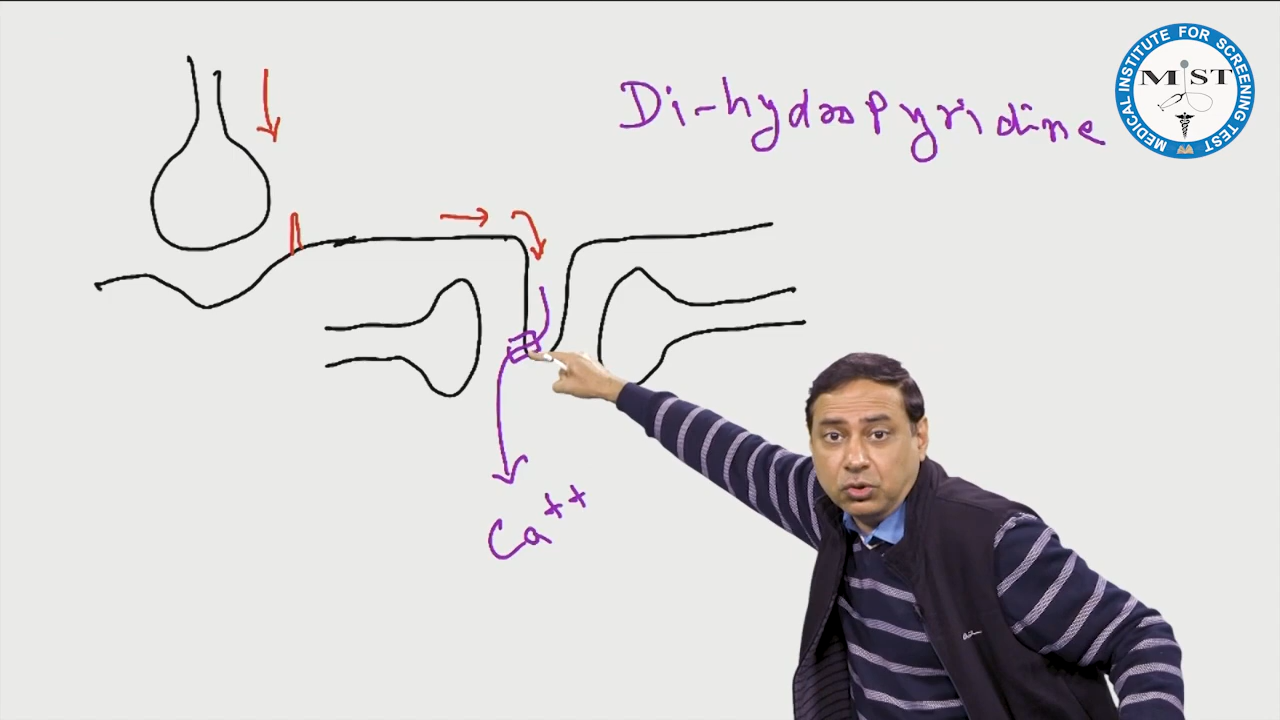 Di-hydropyridine
MEDICAL INSTITUTE FOR SCREENING TEST
MIST
Ca++